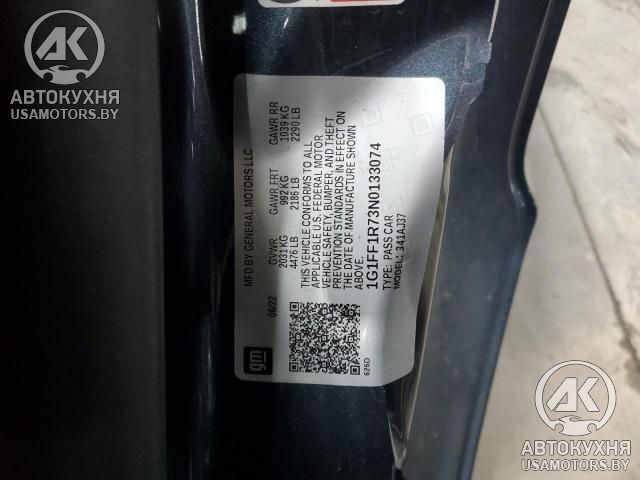 AK
АВТОКУХНЯ
USAMOTORS.BY
MFD BY GENERAL MOTORS LLC
06/22
GVWR GAWR FRT GAWR RR
2031 KG 992 KG 1039 KG
4476 LB 2186 LB 2290 LB
THIS VEHICLE CONFORMS TO ALL
APPLICABLE U.S. FEDERAL MOTOR
VEHICLE SAFETY, BUMPER, AND THEFT
PREVENTION STANDARDS IN EFFECT ON
THE DATE OF MANUFACTURE SHOWN
ABOVE.
1G1FF1R73N0133074
TYPE: PASS CAR
MODEL: 341AJ37
gm
626D
AK
АВТОКУХНЯ
USAMOTORS.BY